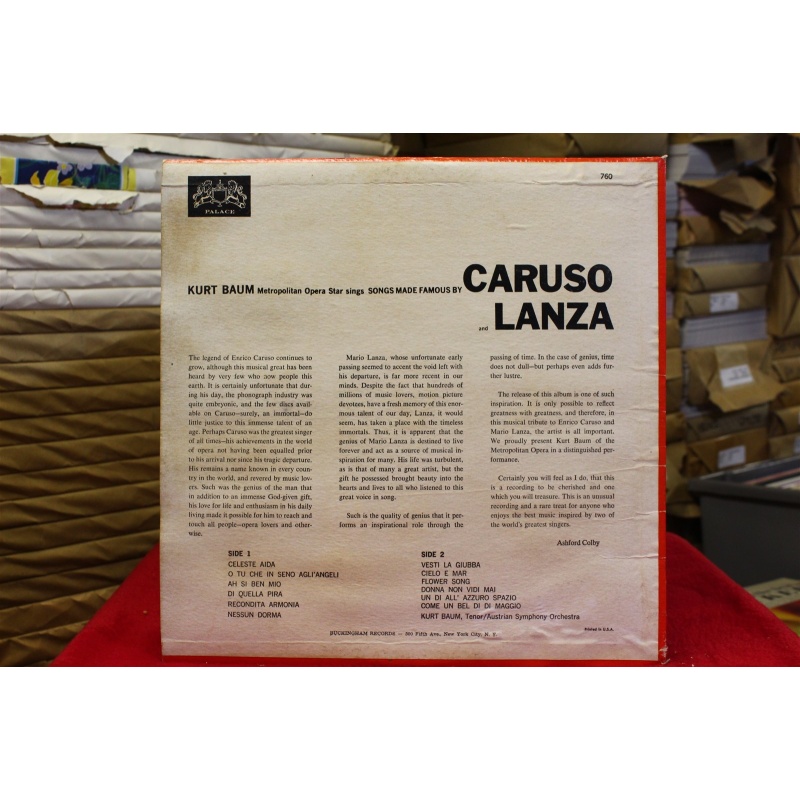 PALACE
760
KURT BAUM Metropolitan Opera Star sings SONGS MADE FAMOUS BY CARUSO
and LANZA
The legend of Enrico Caruso continues to
grow, although this musical great has been
heard by very few who now people this
earth. It is certainly unfortunate that dur-
ing his day, the phonograph industry was
quite embryonic, and the few discs avail-
able on Caruso—surely, an immortal—do
little justice to this immense talent of an
age. Perhaps Caruso was the greatest singer
of all times—his achievements in the world
of opera not having been equalled prior
to his arrival nor since his tragic departure.
His remains a name known in every coun-
try in the world, and revered by music lov-
ers. Such was the genius of the man that
in addition to an immense God-given gift,
his love for life and enthusiasm in his daily
living made it possible for him to reach and
touch all people—opera lovers and other-
wise.
Mario Lanza, whose unfortunate early
passing seemed to accent the void left with
his departure, is far more recent in our
minds. Despite the fact that hundreds of
millions of music lovers, motion picture
devotees, have a fresh memory of this enor-
mous talent of our day, Lanza, it would
seem, has taken a place with the timeless
immortals. Thus, it is apparent that the
genius of Mario Lanza is destined to live
forever and act as a source of musical in-
spiration for many. His life was turbulent,
as is that of many a great artist, but the
gift he possessed brought beauty into the
hearts and lives to all who listened to this
great voice in song.
Such is the quality of genius that it per-
forms an inspirational role through the
passing of time. In the case of genius, time
does not dull—but perhaps even adds fur-
ther lustre.
The release of this album is one of such
inspiration. It is only possible to reflect
greatness with greatness, and therefore, in
this musical tribute to Enrico Caruso and
Mario Lanza, the artist is all important.
We proudly present Kurt Baum of the
Metropolitan Opera in a distinguished per-
formance.
Certainly you will feel as I do, that this
is a recording to be cherished and one
which you will treasure. This is an unusual
recording and a rare treat for anyone who
enjoys the best music inspired by two of
the world's greatest singers.
Ashford Colby
SIDE 1
CELESTE AIDA
O TU CHE IN SENO AGLI'ANGELI
AH SI BEN MIO
DI QUELLA PIRA
RECONDITA ARMONIA
NESSUN DORMA
SIDE 2
VESTI LA GIUBBA
CIELO E MAR
FLOWER SONG
DONNA NON VIDI MAI
UN DI ALL' AZZURO SPAZIO
COME UN BEL DI DI MAGGIO
KURT BAUM, Tenor/Austrian Symphony Orchestra
BUCKINGHAM RECORDS — 500 Fifth Ave., New York City, N. Y.
Printed in U.S.A.